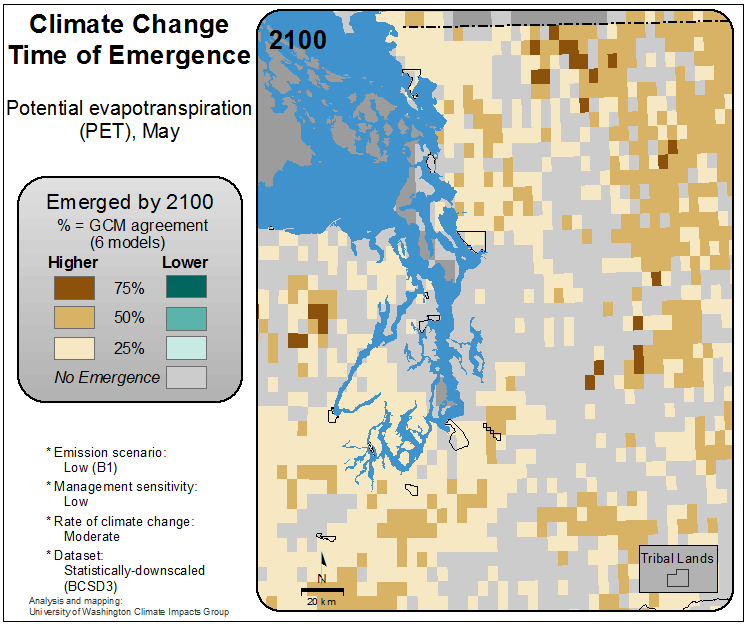 Climate Change
Time of Emergence
Potential evapotranspiration
(PET), May
Emerged by 2100
% = GCM agreement
(6 models)
Higher Lower
75%
50%
25%
No Emergence
* Emission scenario:
Low (B1)
* Management sensitivity:
Low
* Rate of climate change:
Moderate
* Dataset:
Statistically-downscaled
(BCSD3)
Analysis and mapping:
University of Washington Climate Impacts Group
2100
N
20 km
Tribal Lands